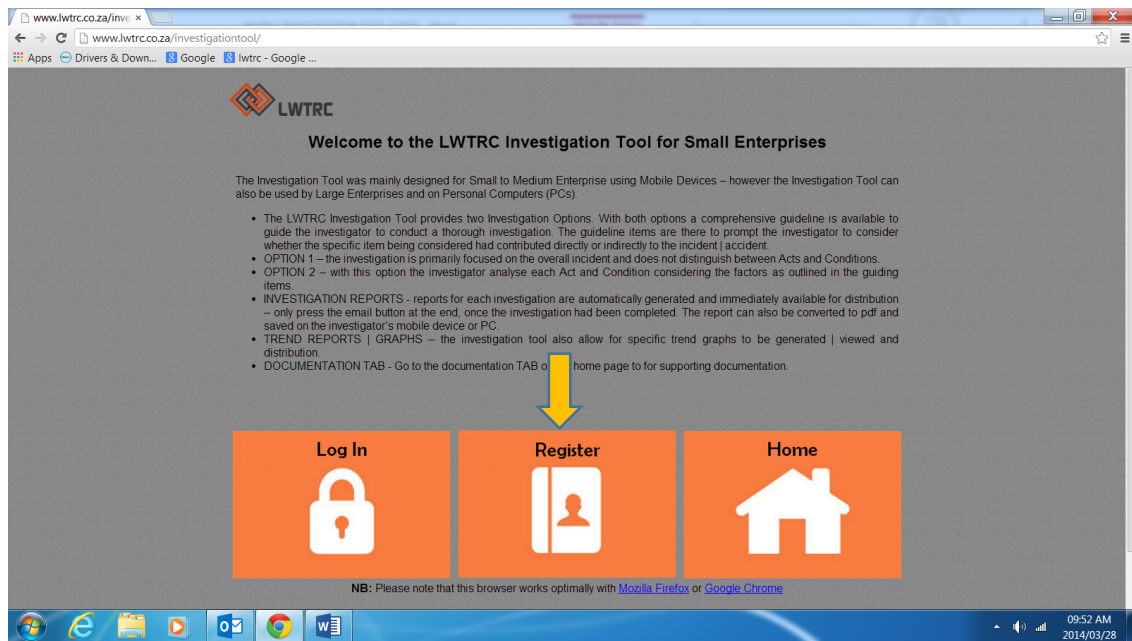 www.lwtrc.co.za/inve
www.lwtrc.co.za/investigationtool/
Apps Drivers & Down... Google lwtrc - Google ...
LWTRC
Welcome to the LWTRC Investigation Tool for Small Enterprises
The Investigation Tool was mainly designed for Small to Medium Enterprise using Mobile Devices – however the Investigation Tool can
also be used by Large Enterprises and on Personal Computers (PCs).
• The LWTRC Investigation Tool provides two Investigation Options. With both options a comprehensive guideline is available to
guide the investigator to conduct a thorough investigation. The guideline items are there to prompt the investigator to consider
whether the specific item being considered had contributed directly or indirectly to the incident | accident.
• OPTION 1 – the investigation is primarily focused on the overall incident and does not distinguish between Acts and Conditions.
• OPTION 2 – with this option the investigator analyse each Act and Condition considering the factors as outlined in the guiding
items.
• INVESTIGATION REPORTS - reports for each investigation are automatically generated and immediately available for distribution
– only press the email button at the end, once the investigation had been completed. The report can also be converted to pdf and
saved on the investigator's mobile device or PC.
• TREND REPORTS | GRAPHS – the investigation tool also allow for specific trend graphs to be generated | viewed and
distribution.
• DOCUMENTATION TAB - Go to the documentation TAB o home page to for supporting documentation.
Log In Register Home
NB: Please note that this browser works optimally with Mozilla Firefox or Google Chrome
09:52 AM
2014/03/28